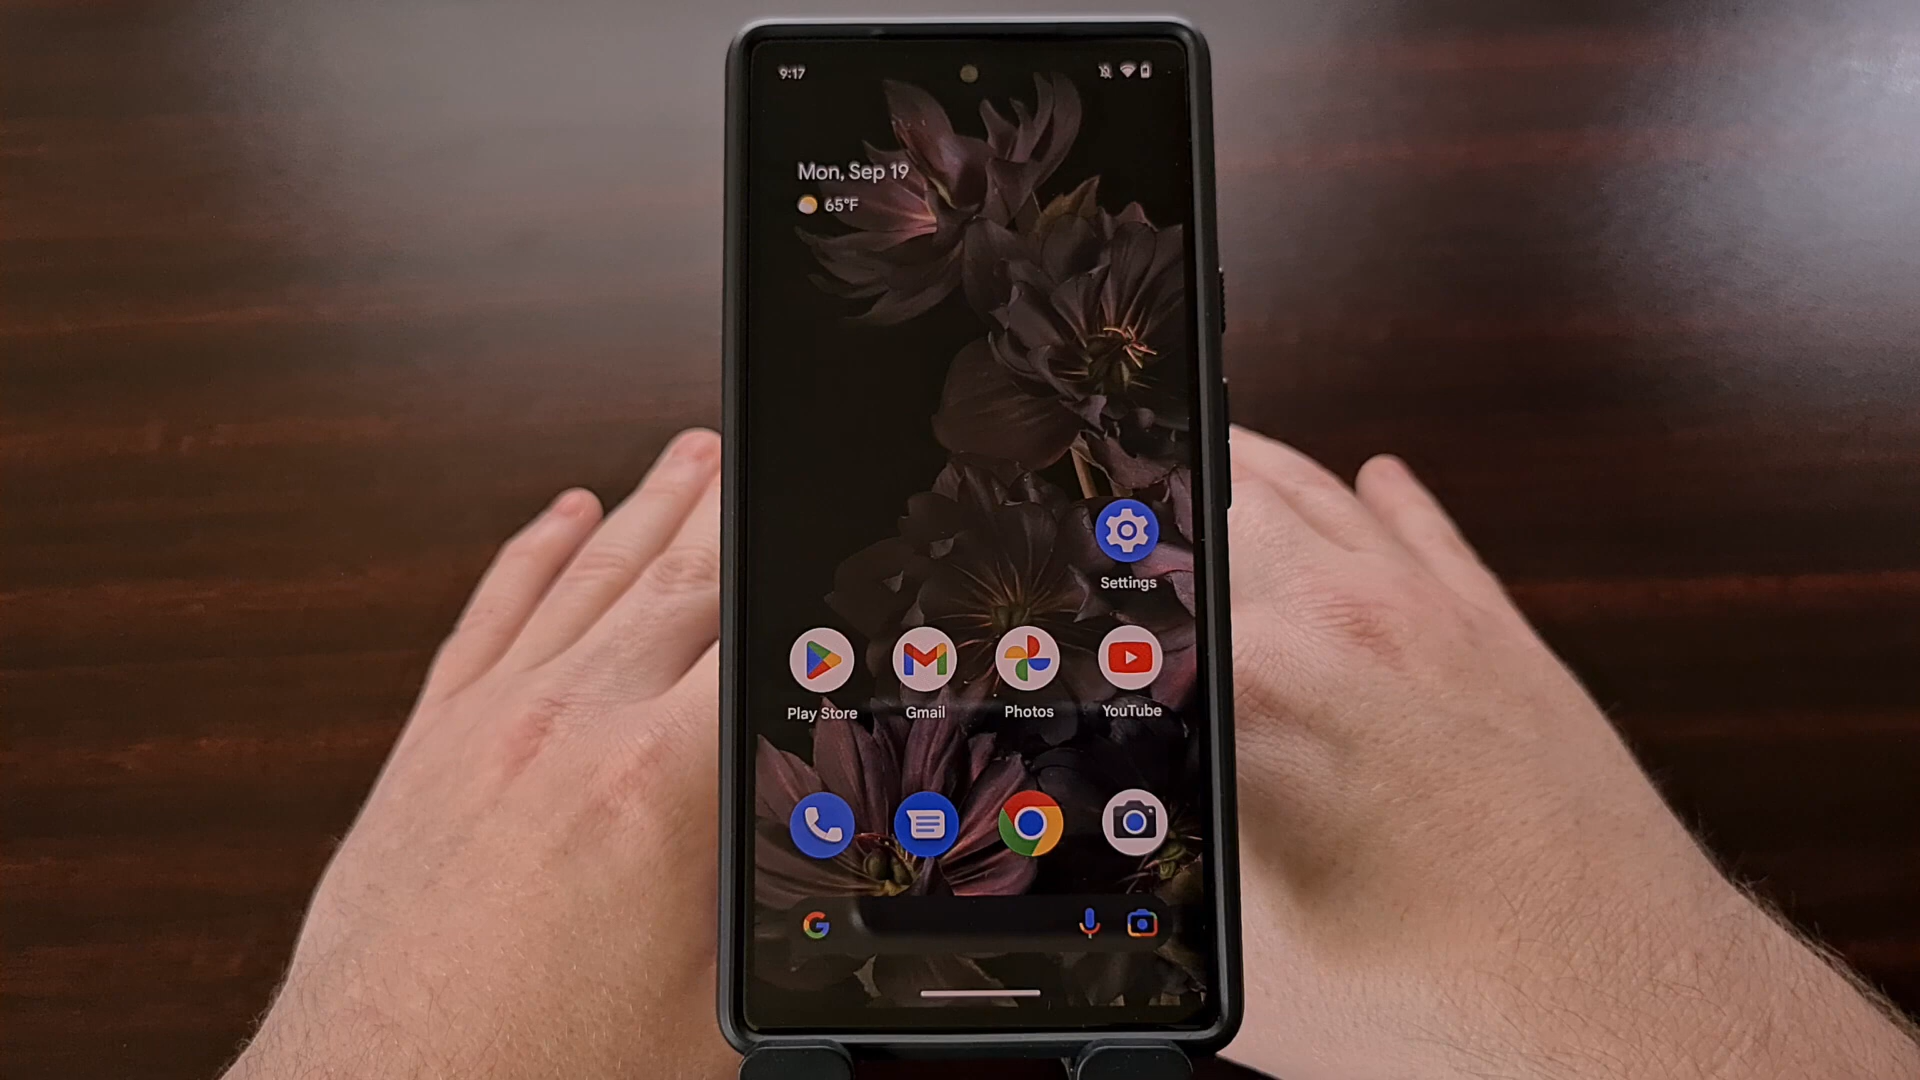 9:17
Mon, Sep 19
65°F
Settings
Play Store
Gmail
Photos
YouTube
G